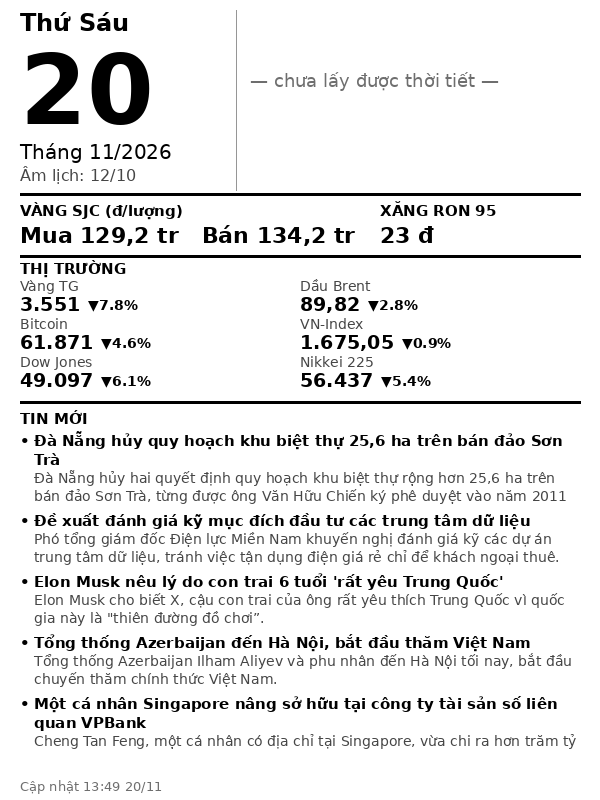 Thứ Sáu
20
Tháng 11/2026
Âm lịch: 12/10
— chưa lấy được thời tiết —
VÀNG SJC (đ/lượng)
Mua 129,2 tr Bán 134,2 tr
XĂNG RON 95
23 đ
THỊ TRƯỜNG
Vàng TG
3.551 ▼7.8%
Dầu Brent
89,82 ▼2.8%
Bitcoin
61.871 ▼4.6%
VN-Index
1.675,05 ▼0.9%
Dow Jones
49.097 ▼6.1%
Nikkei 225
56.437 ▼5.4%
TIN MỚI
• Đà Nẵng hủy quy hoạch khu biệt thự 25,6 ha trên bán đảo Sơn
Trà
Đà Nẵng hủy hai quyết định quy hoạch khu biệt thự rộng hơn 25,6 ha trên
bán đảo Sơn Trà, từng được ông Văn Hữu Chiến ký phê duyệt vào năm 2011
• Đề xuất đánh giá kỹ mục đích đầu tư các trung tâm dữ liệu
Phó tổng giám đốc Điện lực Miền Nam khuyến nghị đánh giá kỹ các dự án
trung tâm dữ liệu, tránh việc tận dụng điện giá rẻ chỉ để khách ngoại thuê.
• Elon Musk nêu lý do con trai 6 tuổi 'rất yêu Trung Quốc'
Elon Musk cho biết X, cậu con trai của ông rất yêu thích Trung Quốc vì quốc
gia này là "thiên đường đồ chơi”.
• Tổng thống Azerbaijan đến Hà Nội, bắt đầu thăm Việt Nam
Tổng thống Azerbaijan Ilham Aliyev và phu nhân đến Hà Nội tối nay, bắt đầu
chuyến thăm chính thức Việt Nam.
• Một cá nhân Singapore nâng sở hữu tại công ty tài sản số liên
quan VPBank
Cheng Tan Feng, một cá nhân có địa chỉ tại Singapore, vừa chi ra hơn trăm tỷ
Cập nhật 13:49 20/11